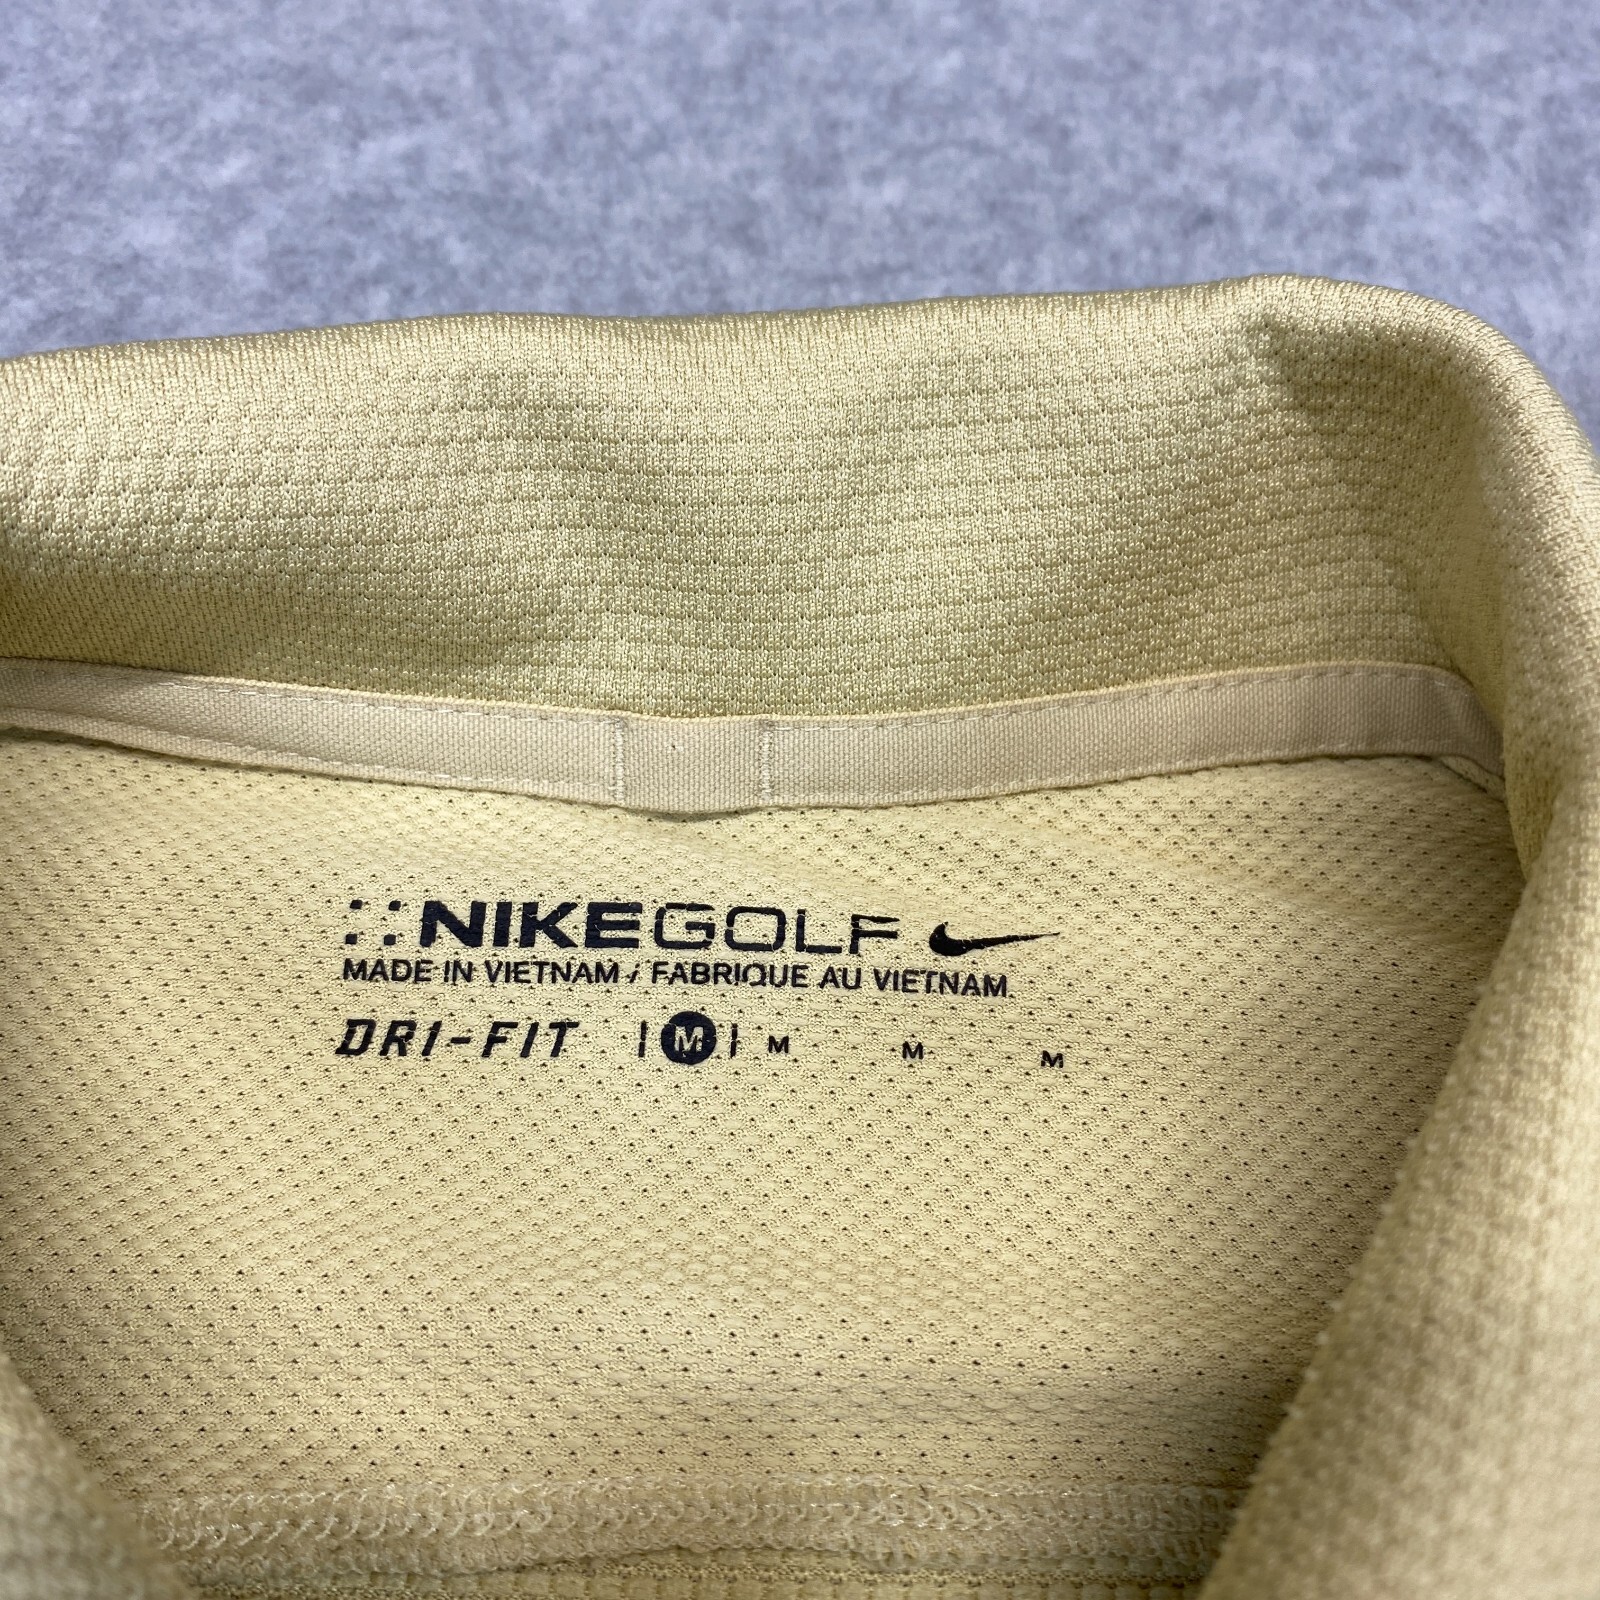 NIKEGOLF
MADE IN VIETNAM / FABRIQUE AU VIETNAM
DRI-FIT | M | M M M